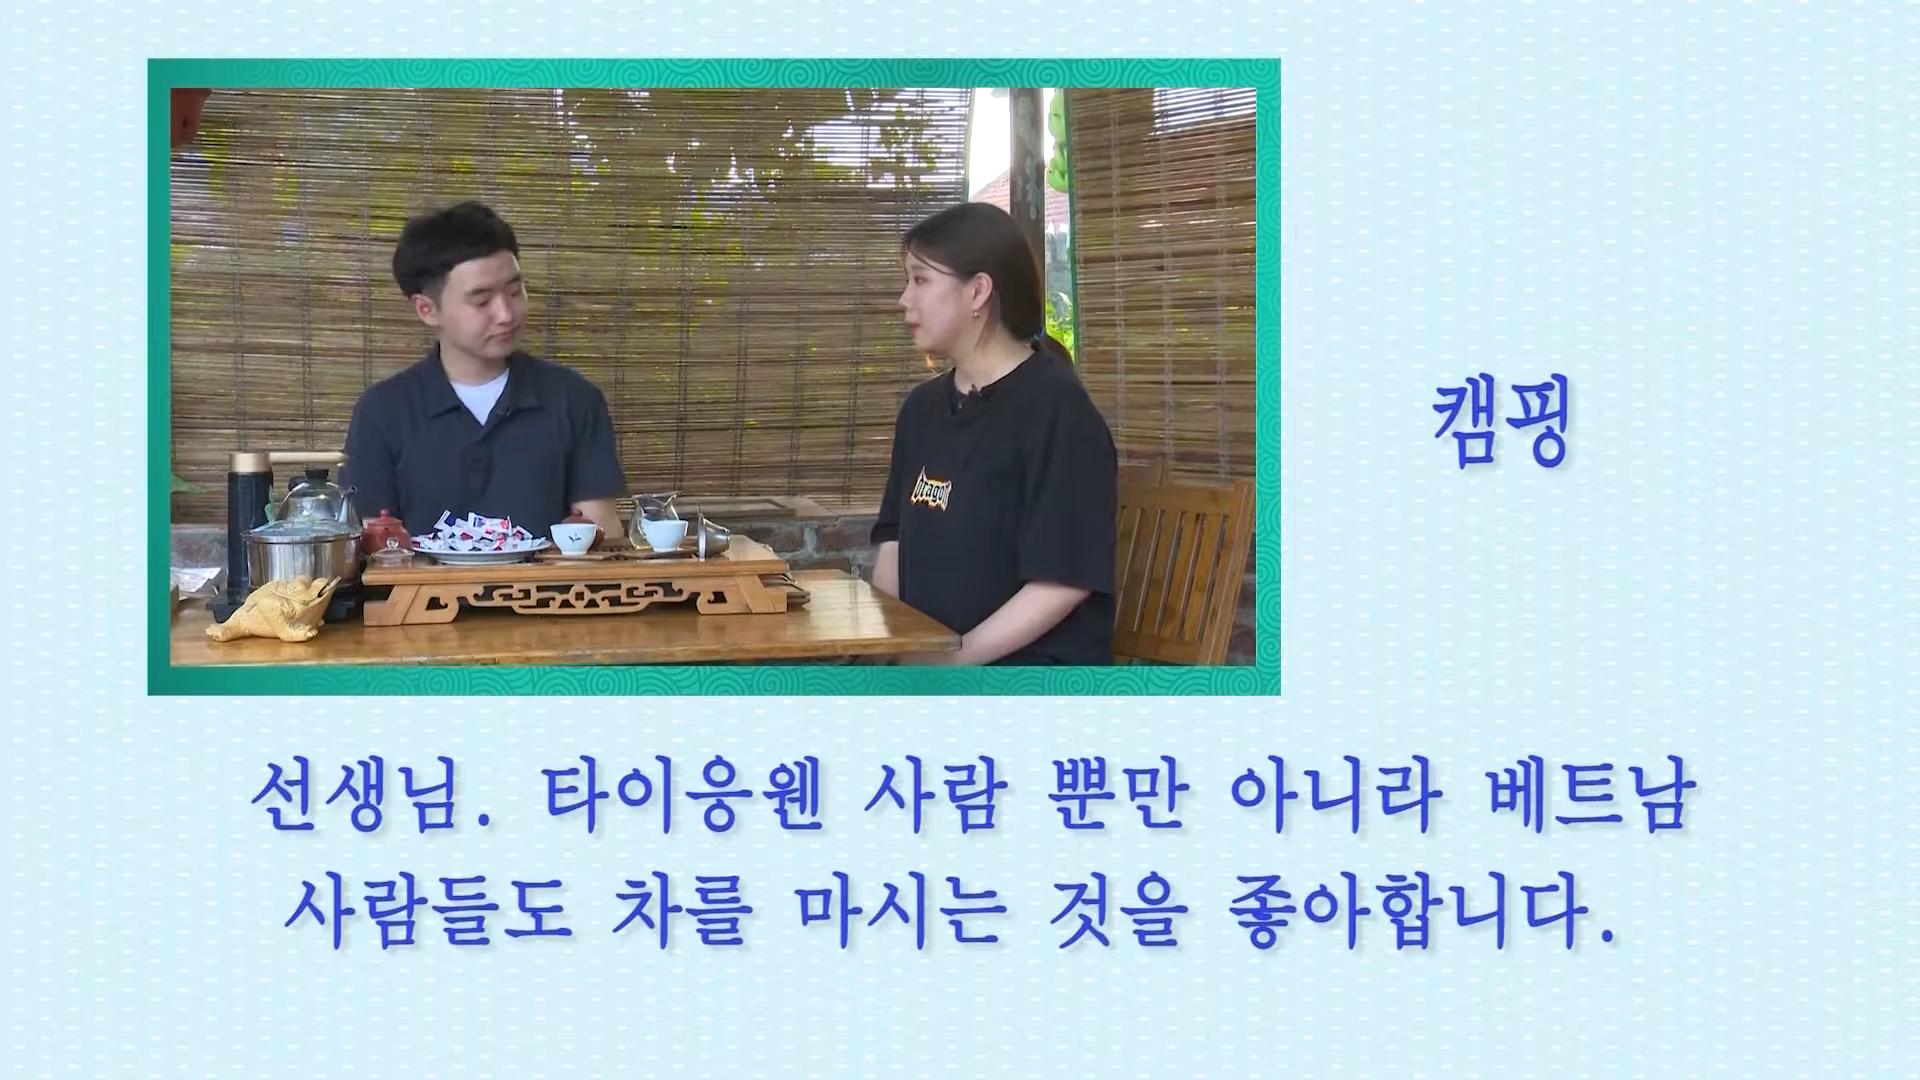 Dragon
캠핑
선생님. 타이응웬 사람 뿐만 아니라 베트남
사람들도 차를 마시는 것을 좋아합니다.